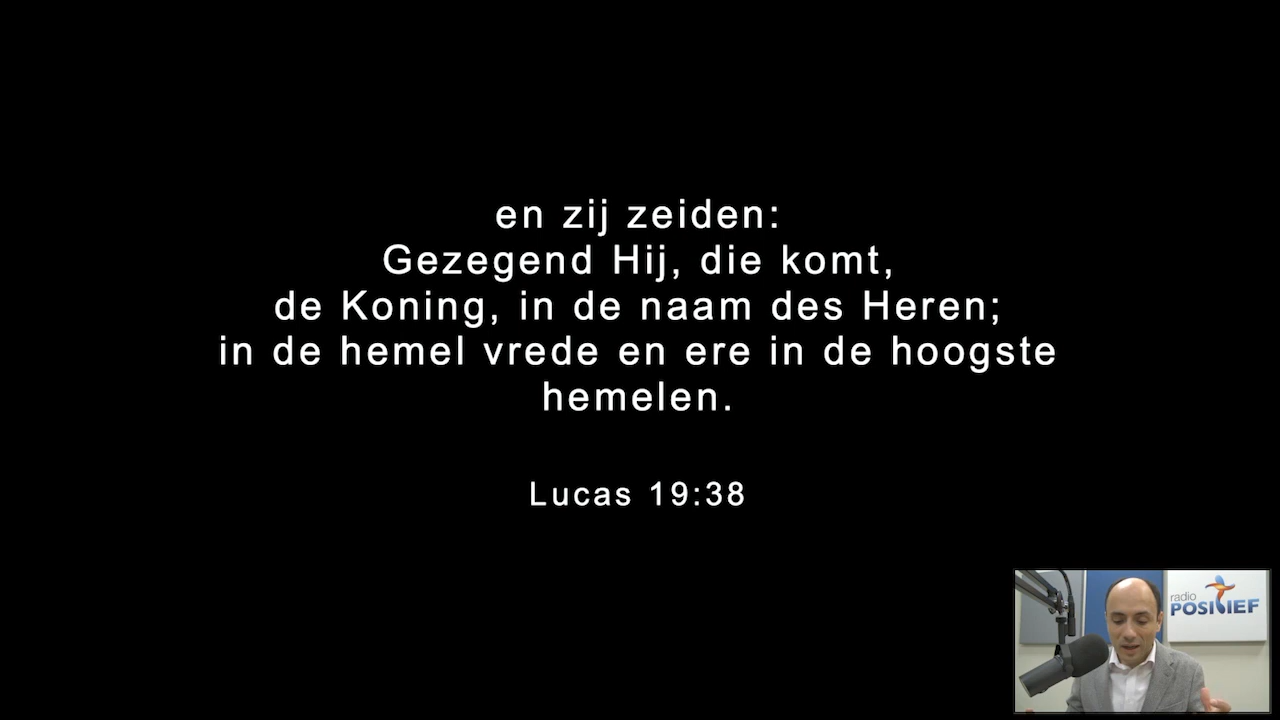 en zij zeiden:
Gezegend Hij, die komt,
de Koning, in de naam des Heren;
in de hemel vrede en ere in de hoogste
hemelen.
Lucas 19:38
radio
POSITIEF